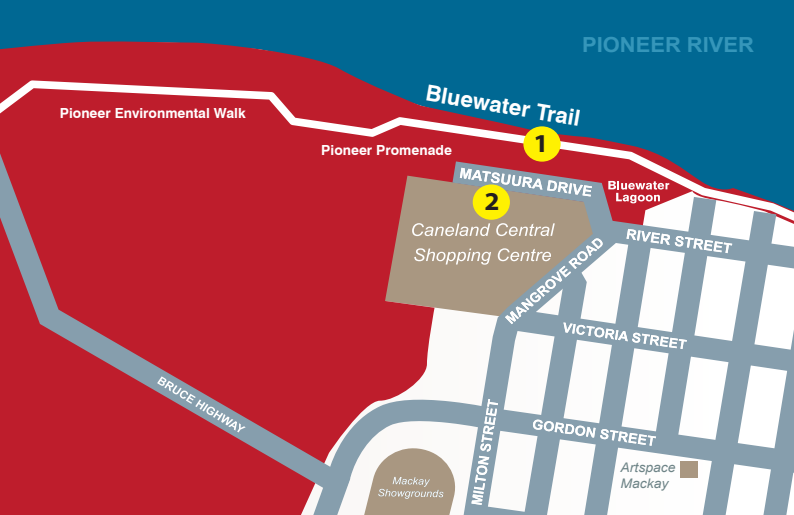 PIONEER RIVER
Bluewater Trail
Pioneer Environmental Walk
1
Pioneer Promenade
MATSUURA DRIVE
Bluewater
Lagoon
2
Caneland Central
Shopping Centre
RIVER STREET
MANGROVE ROAD
VICTORIA STREET
BRUCE HIGHWAY
MILTON STREET
GORDON STREET
Artspace
Mackay
Mackay
Showgrounds